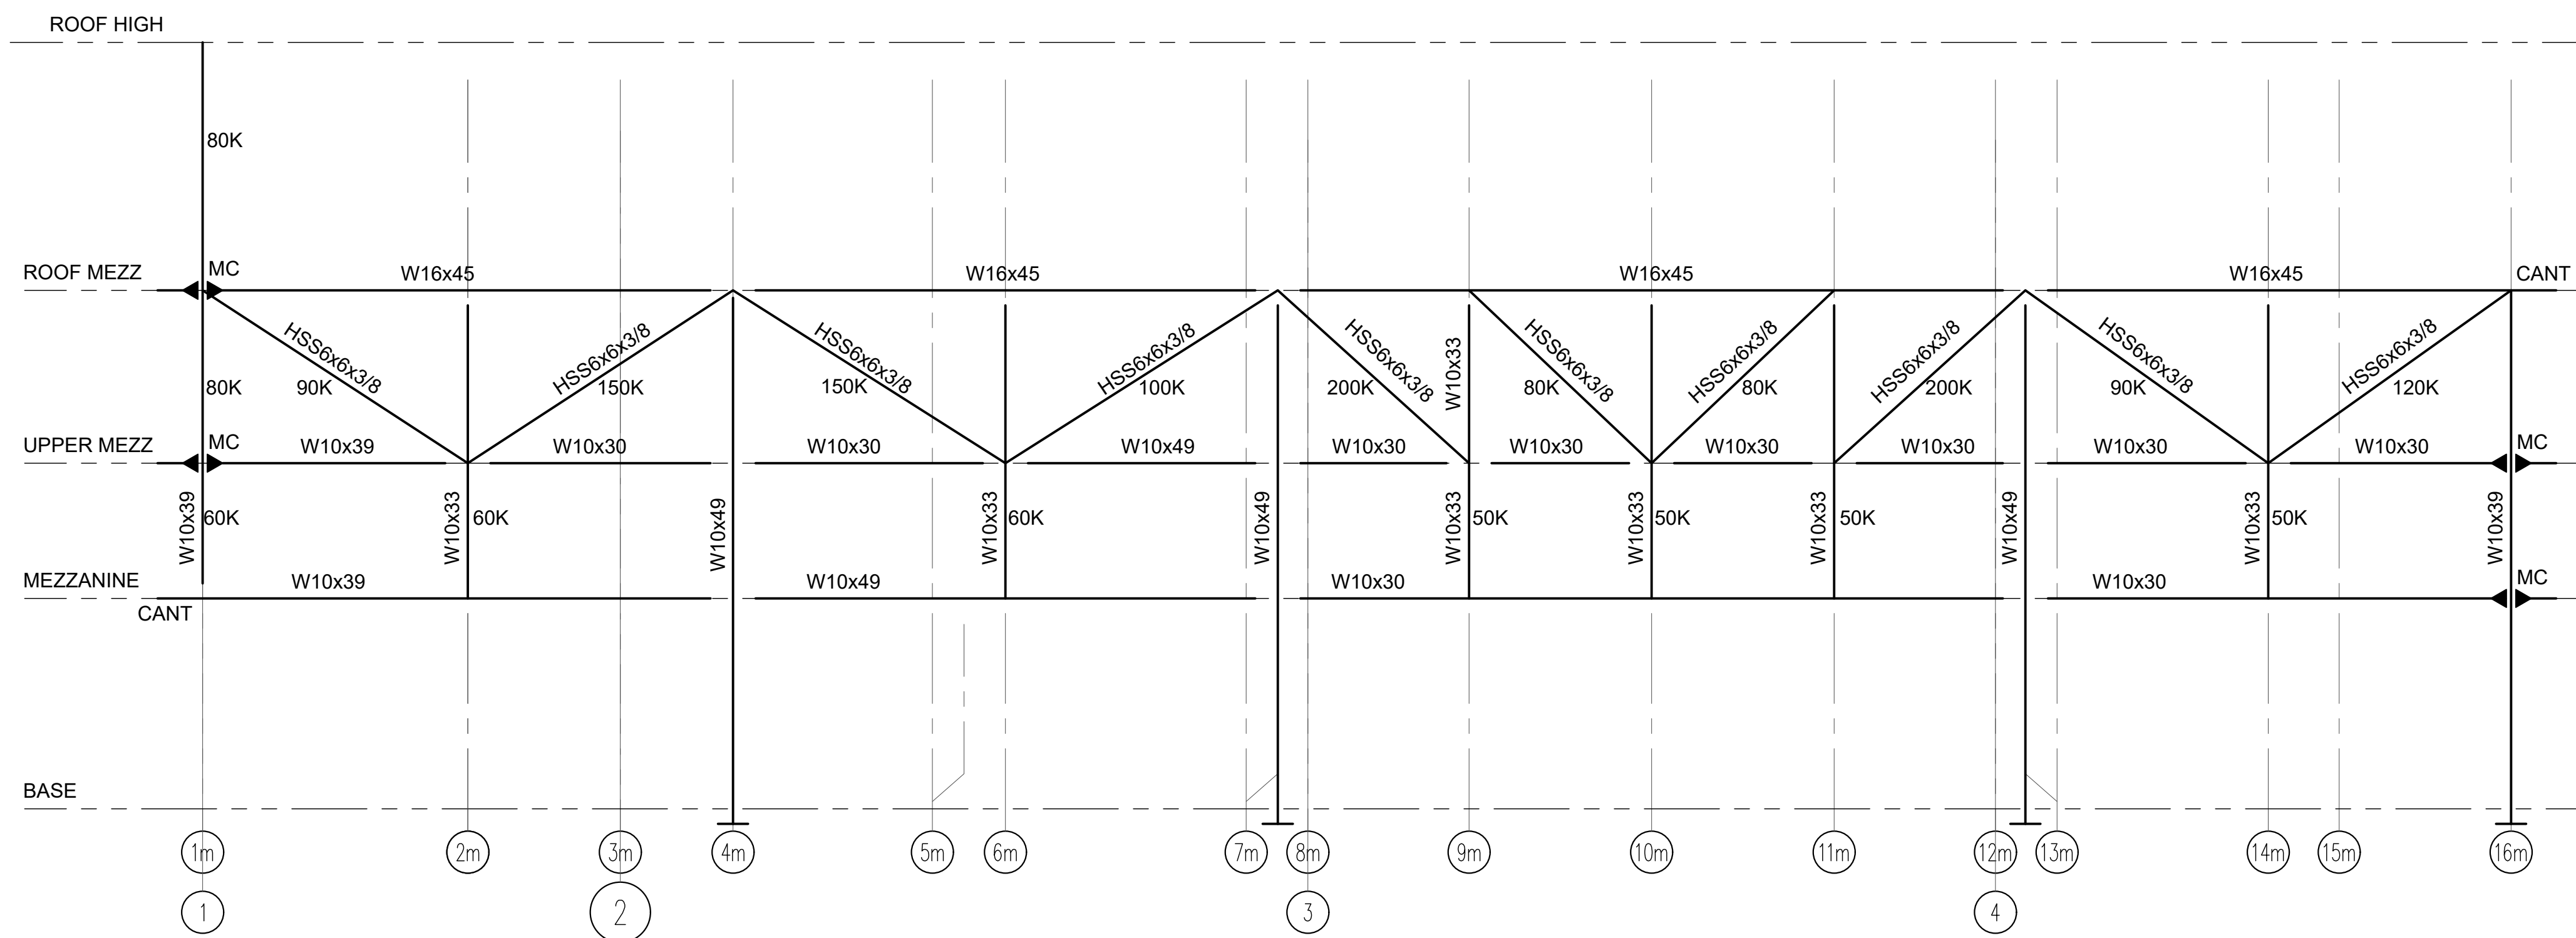 ROOF HIGH
80K
ROOF MEZZ
MC
W16x45
W16x45
W16x45
W16x45
CANT
HSS6x6x3/8
HSS6x6x3/8
HSS6x6x3/8
HSS6x6x3/8
HSS6x6x3/8
W10x33
HSS6x6x3/8
HSS6x6x3/8
HSS6x6x3/8
HSS6x6x3/8
HSS6x6x3/8
80K
90K
150K
150K
100K
200K
80K
80K
200K
90K
120K
UPPER MEZZ
MC
W10x39
W10x30
W10x30
W10x49
W10x30
W10x30
W10x30
W10x30
W10x30
W10x30
MC
W10x39
60K
W10x33
60K
W10x49
W10x33
60K
W10x49
W10x33
50K
W10x33
50K
W10x33
50K
W10x49
W10x33
50K
W10x39
MEZZANINE
W10x39
W10x49
W10x30
W10x30
MC
CANT
BASE
1m
2m
3m
4m
5m
6m
7m
8m
9m
10m
11m
12m
13m
14m
15m
16m
1
2
3
4